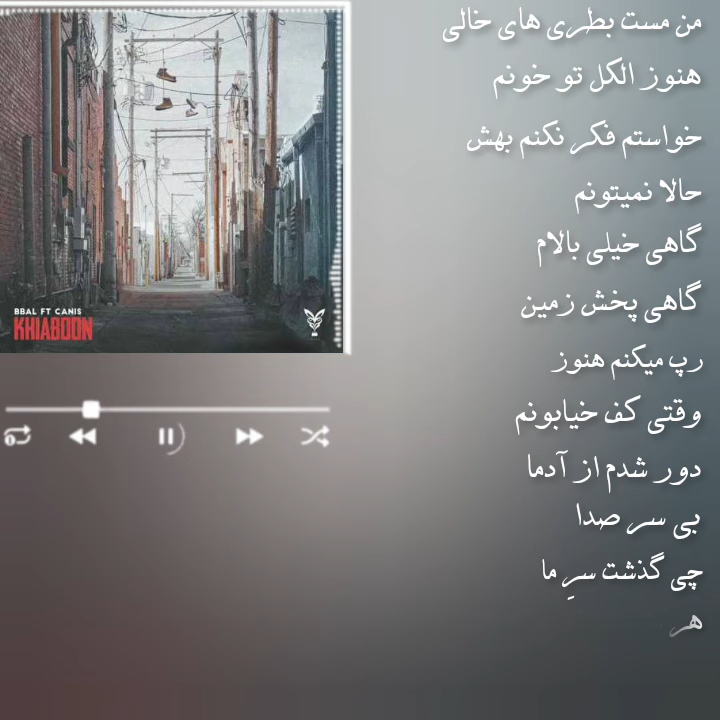 من مست بطری های خالی
هنوز الکل تو خونم
خواستم فکر نکنم بهش
حالا نمیتونم
گاهی خیلی بالام
گاهی پخش زمین
رپ میکنم هنوز
وقتی کف خیابونم
دور شدم از آدما
بی سر صدا
چی گذشت سرِ ما
هر
BBAL FT CANIS
KHIABOON
1